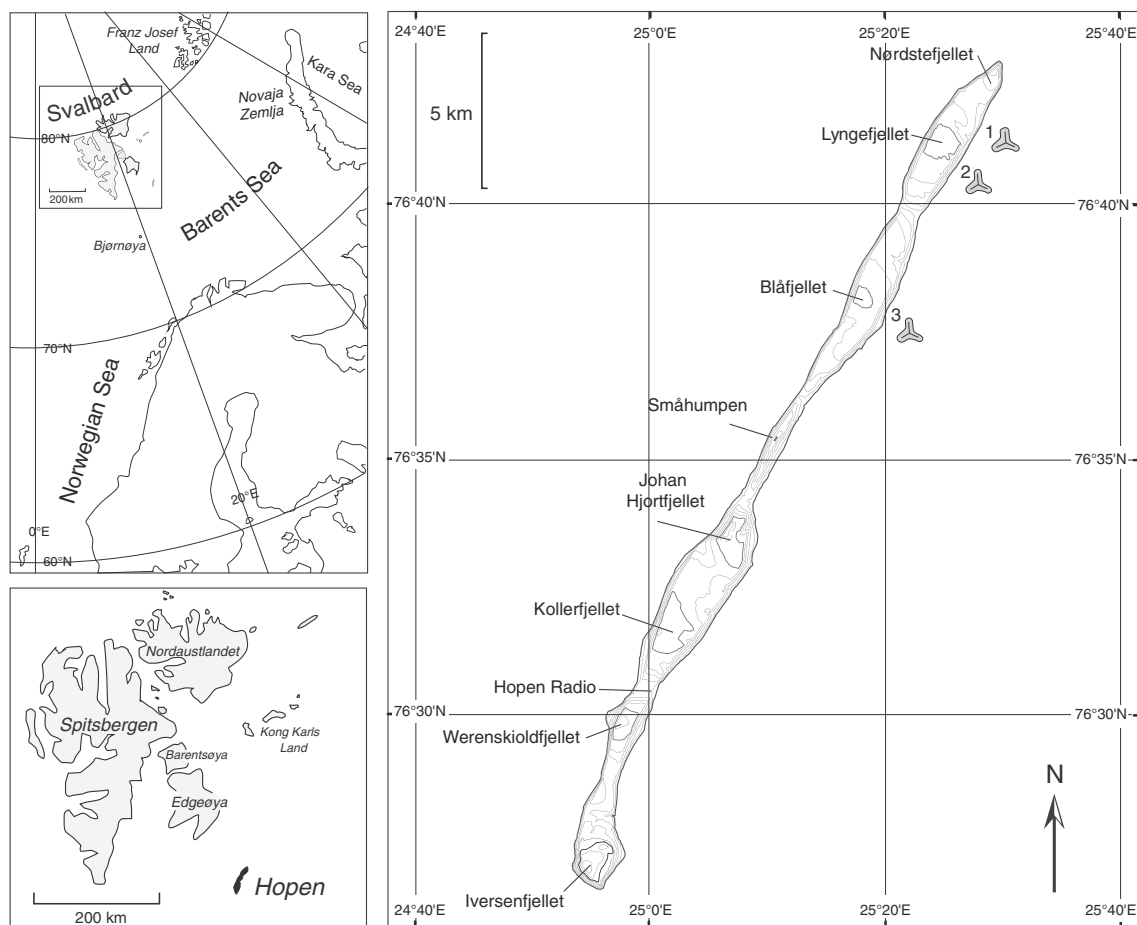 Franz Josef
Land
Kara Sea
Novaja
Zemlja
Svalbard
80°N
200 km
Barents Sea
Bjørnøya
70°N
Norwegian Sea
20°E
0°E
60°N
Nordaustlandet
Spitsbergen
Kong Karls
Land
Barentsøya
Edgeøya
Hopen
200 km
24°40'E
25°0'E
25°20'E
25°40'E
5 km
Nørdstefjellet
Lyngefjellet
1
2
76°40'N
76°40'N
Blåfjellet
3
Småhumpen
76°35'N
76°35'N
Johan
Hjortfjellet
Kollerfjellet
Hopen Radio
76°30'N
76°30'N
Werenskioldfjellet
N
Iversenfjellet
24°40'E
25°0'E
25°20'E
25°40'E